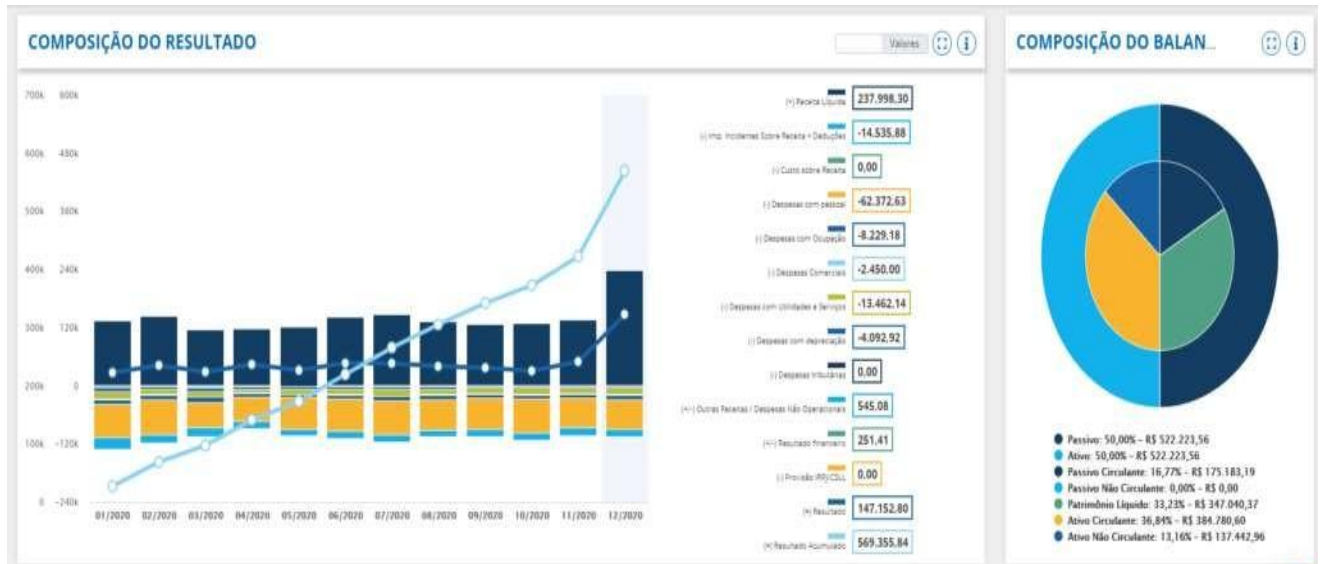 COMPOSIÇÃO DO RESULTADO
Valores
700k 600k
600k 480k
500k 360k
400k 240k
300k 120k
200k 0
100k -120k
0 -240k
01/2020 02/2020 03/2020 04/2020 05/2020 06/2020 07/2020 08/2020 09/2020 10/2020 11/2020 12/2020
(+) Receita Líquida 237.998,30
(-) Imp. Incidentes Sobre Receita + Deduções -14.535,88
(-) Custo sobre Receita 0,00
(-) Despesas com pessoal -62.372,63
(-) Despesas com Ocupação -8.229,18
(-) Despesas Comerciais -2.450,00
(-) Despesas com Utilidades e Serviços -13.462,14
(-) Despesas com depreciação -4.092,92
(-) Despesas tributárias 0,00
(+/-) Outras Receitas / Despesas Não Operacionais 545,08
(+/-) Resultado financeiro 251,41
(-) Provisão IRPJ/CSLL 0,00
(=) Resultado 147.152,80
(=) Resultado Acumulado 569.355,84
COMPOSIÇÃO DO BALAN...
Passivo: 50,00% - R$ 522.223,56
Ativo: 50,00% - R$ 522.223,56
Passivo Circulante: 16,77% - R$ 175.183,19
Passivo Não Circulante: 0,00% - R$ 0,00
Patrimônio Líquido: 33,23% - R$ 347.040,37
Ativo Circulante: 36,84% - R$ 384.780,60
Ativo Não Circulante: 13,16% - R$ 137.442,96